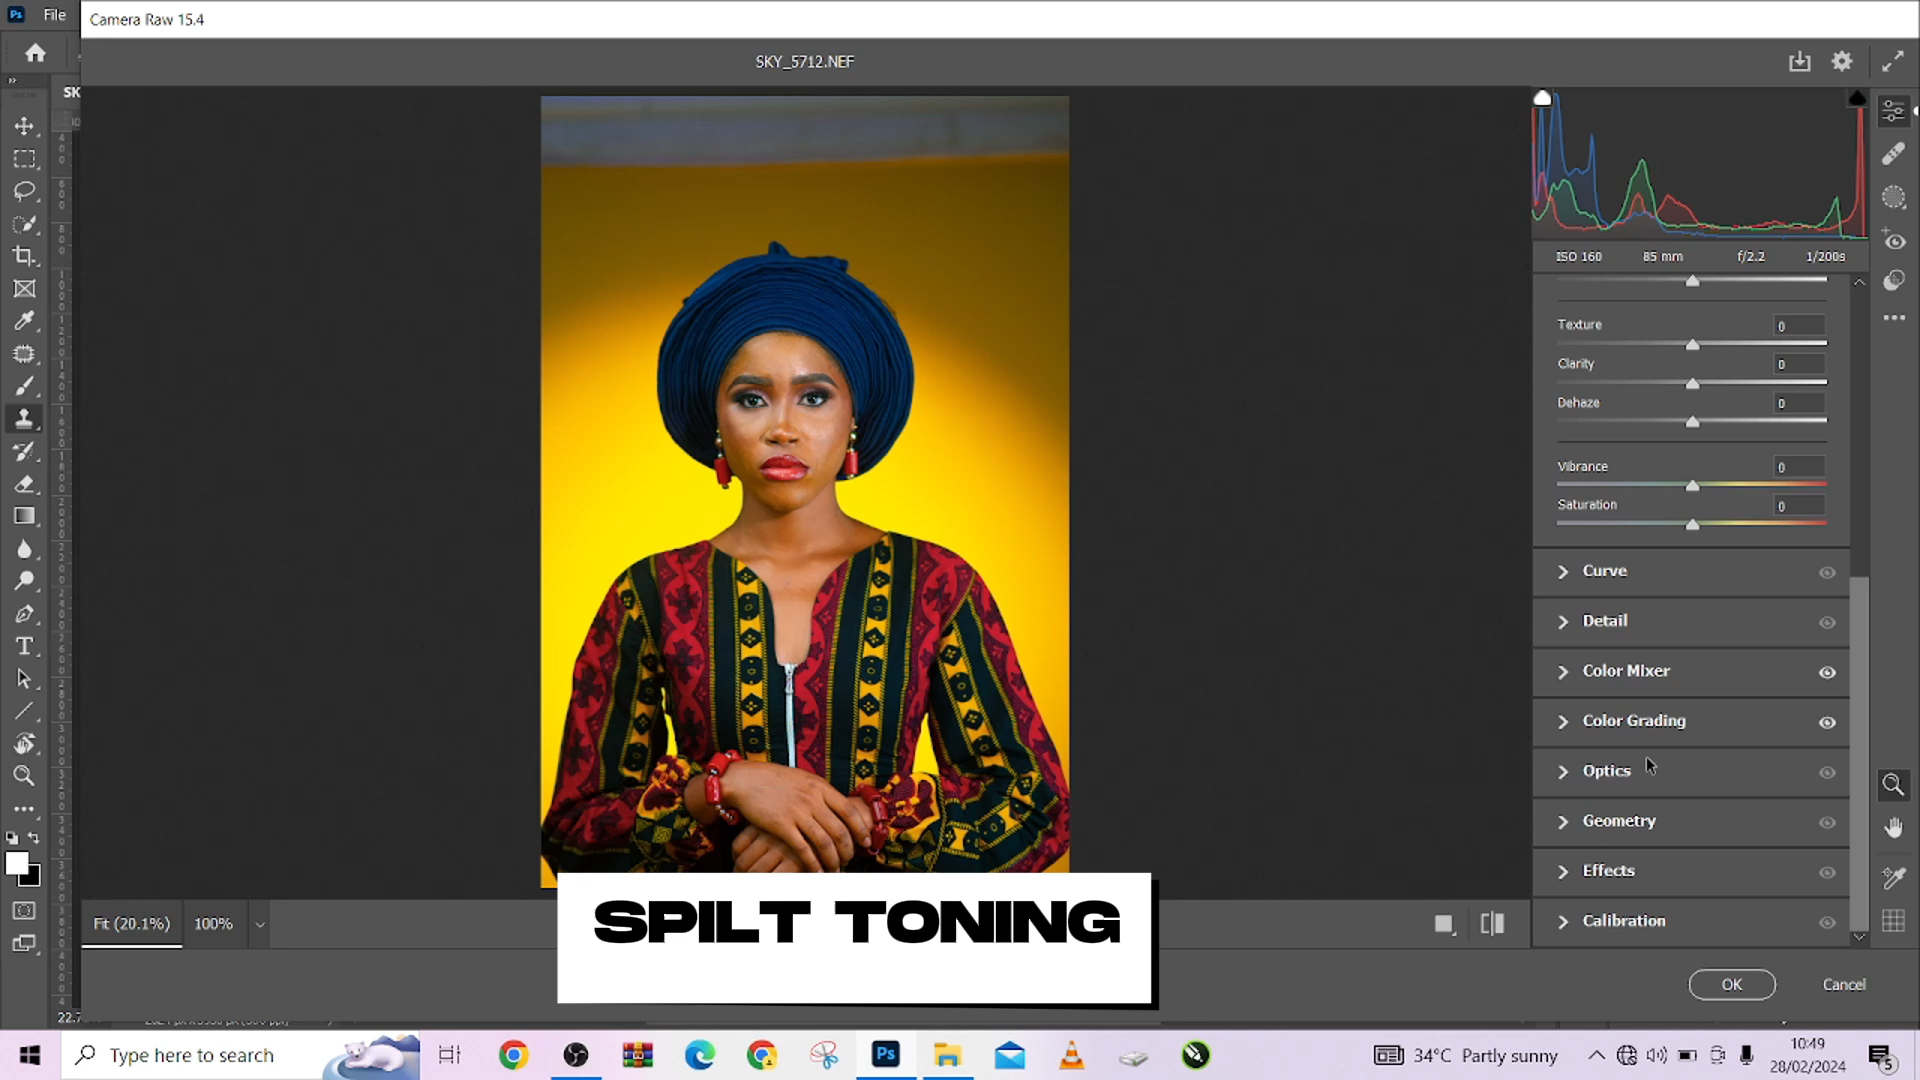 Ps File
Camera Raw 15.4
SKY_5712.NEF
SK
ISO 160 85 mm f/2.2 1/200s
Texture 0
Clarity 0
Dehaze 0
Vibrance 0
Saturation 0
Curve
Detail
Color Mixer
Color Grading
Optics
Geometry
Effects
Calibration
Fit (20.1%) 100%
SPILT TONING
OK Cancel
Type here to search
Ps
34°C Partly sunny
10:49
28/02/2024
5